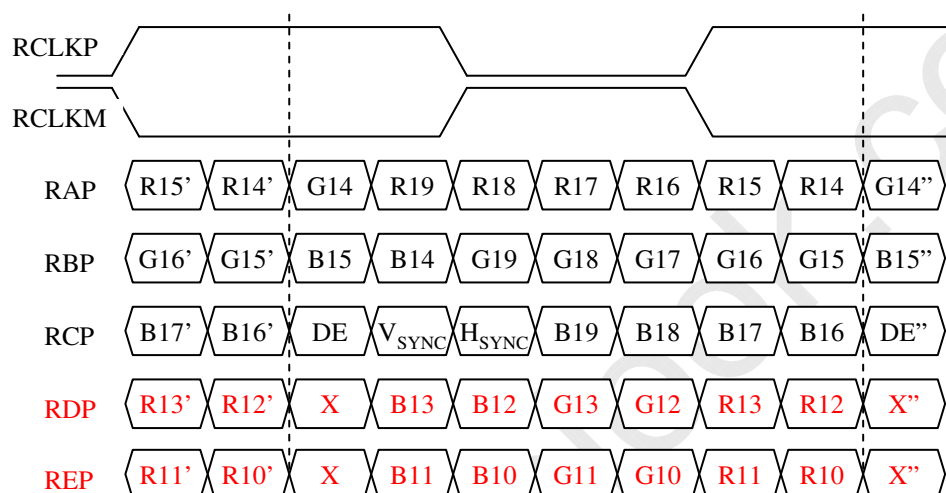 RCLKP
RCLKM
RAP R15’ R14’ G14 R19 R18 R17 R16 R15 R14 G14”
RBP G16’ G15’ B15 B14 G19 G18 G17 G16 G15 B15”
RCP B17’ B16’ DE VSYNC HSYNC B19 B18 B17 B16 DE”
RDP R13’ R12’ X B13 B12 G13 G12 R13 R12 X”
REP R11’ R10’ X B11 B10 G11 G10 R11 R10 X”